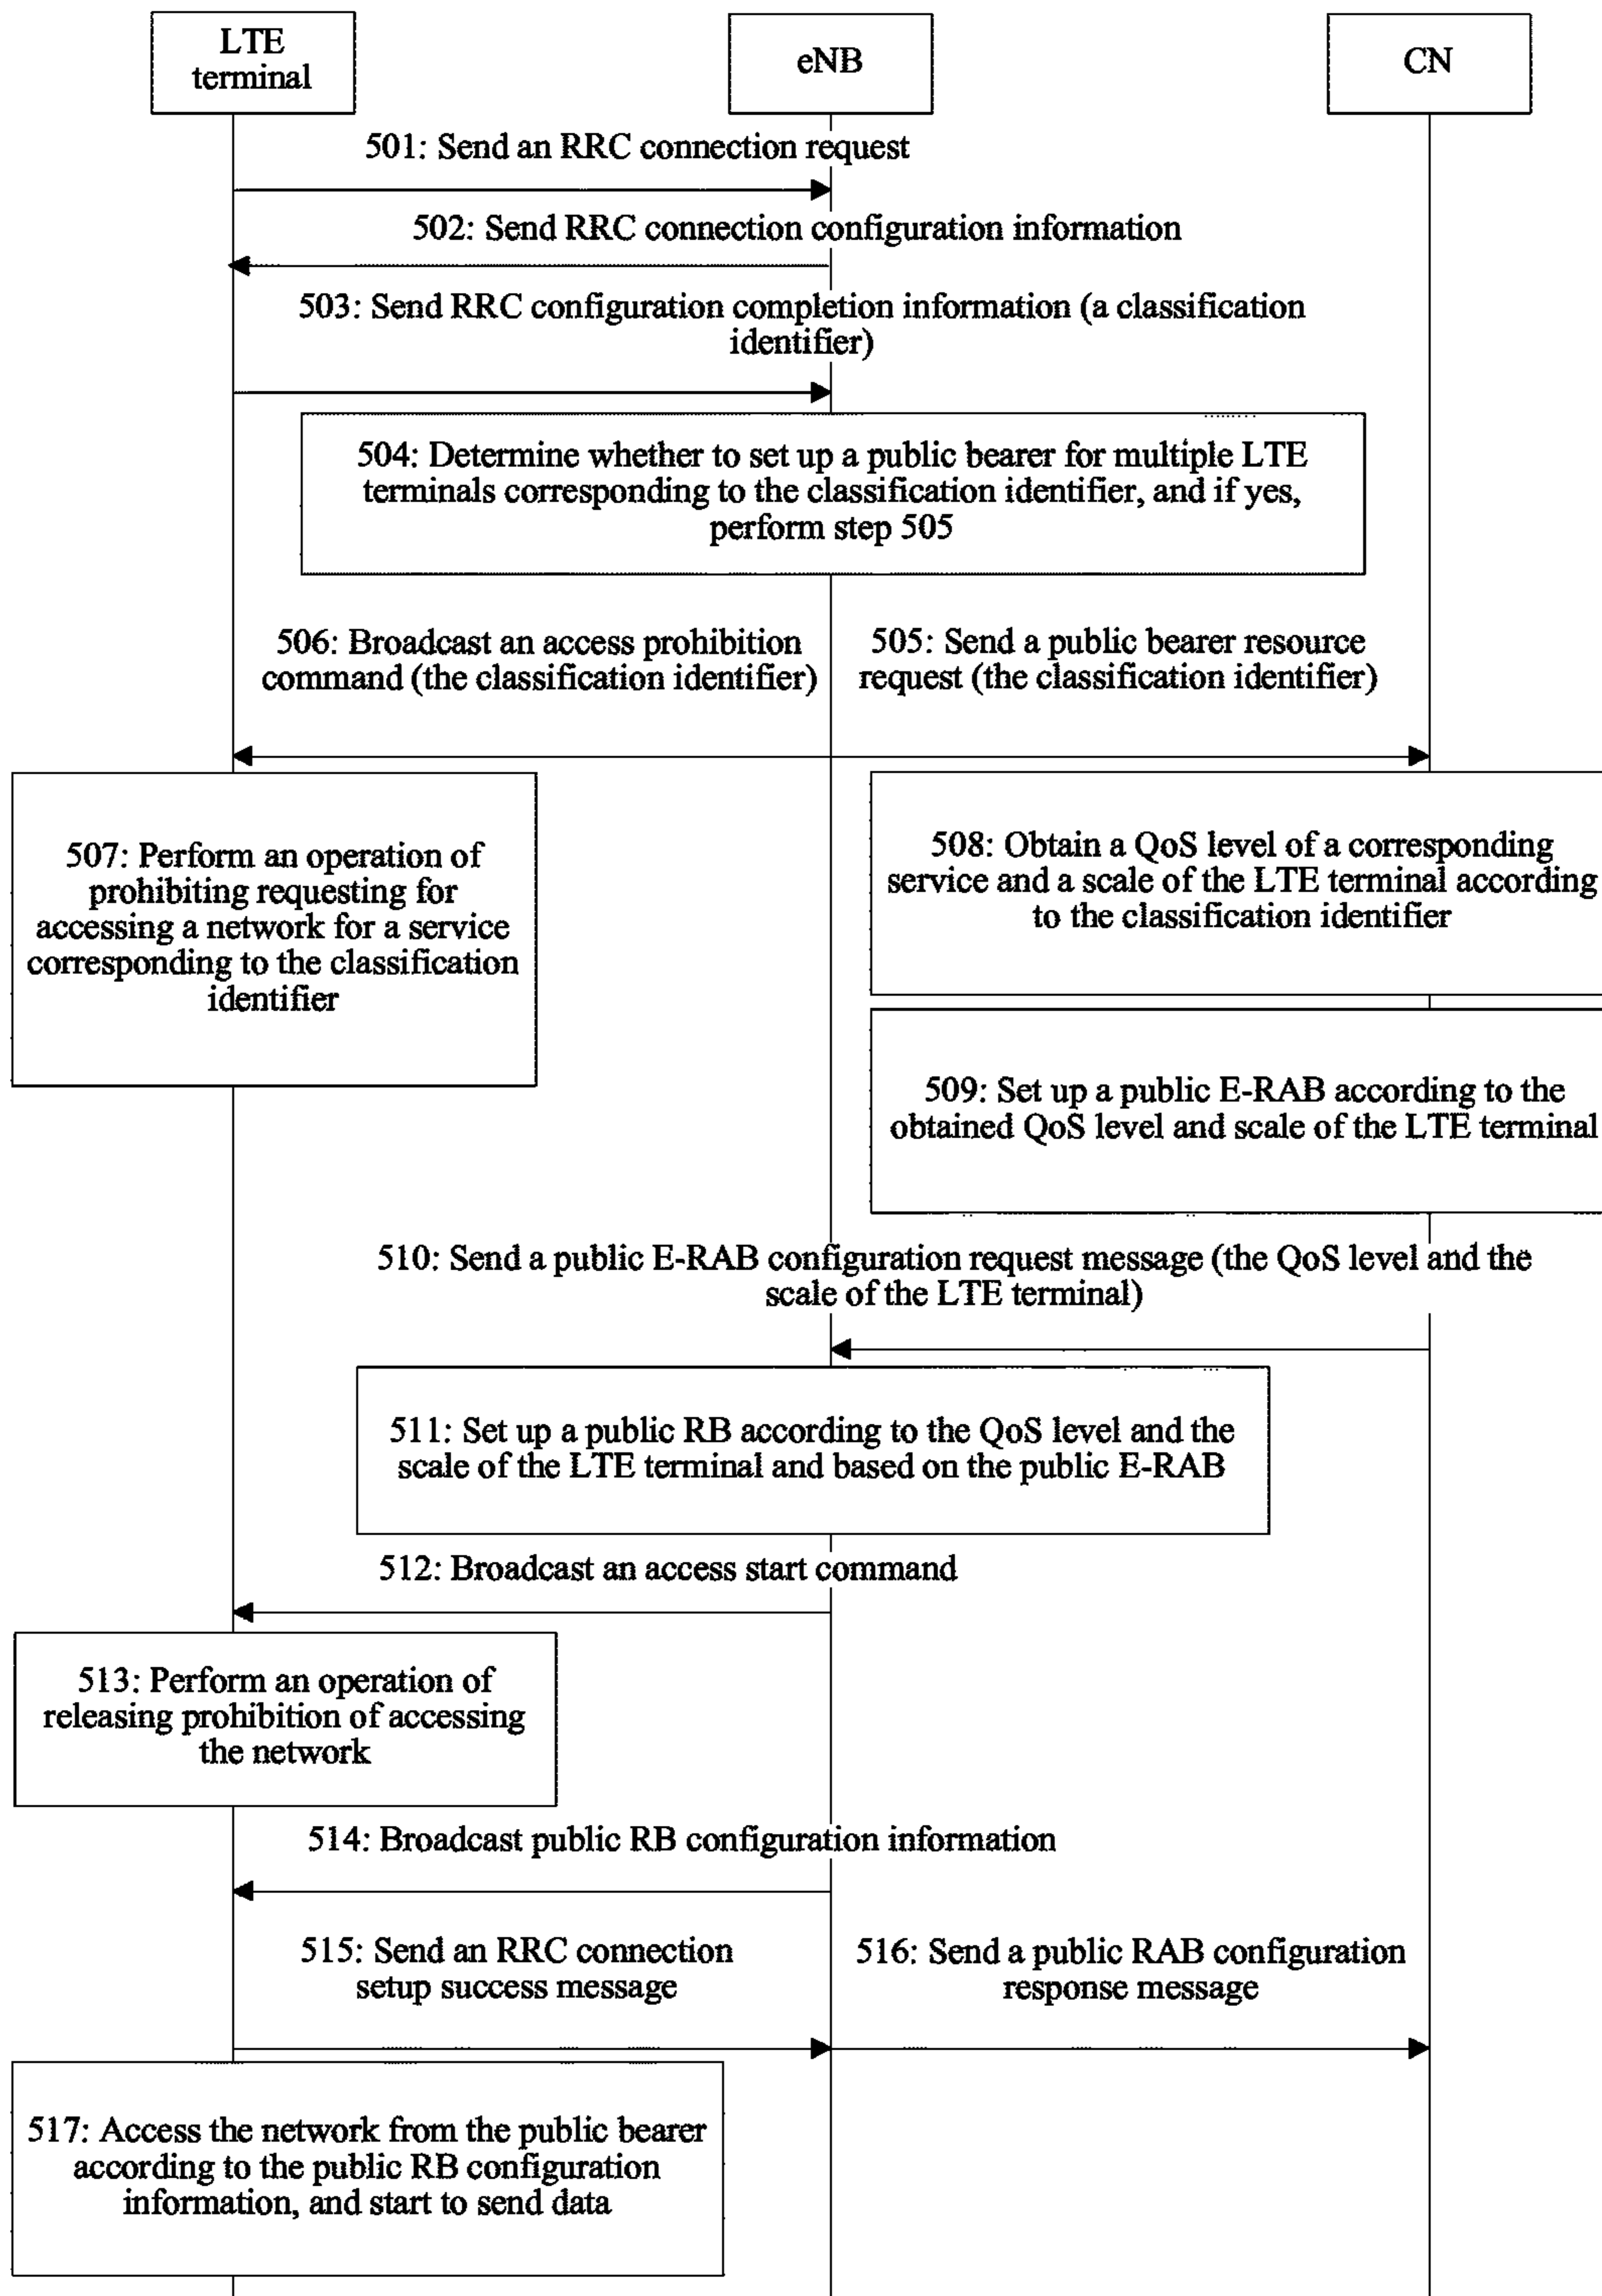 LTE
terminal
eNB
CN
501: Send an RRC connection request
502: Send RRC connection configuration information
503: Send RRC configuration completion information (a classification
identifier)
504: Determine whether to set up a public bearer for multiple LTE
terminals corresponding to the classification identifier, and if yes,
perform step 505
506: Broadcast an access prohibition
command (the classification identifier)
505: Send a public bearer resource
request (the classification identifier)
507: Perform an operation of
prohibiting requesting for
accessing a network for a service
corresponding to the classification
identifier
508: Obtain a QoS level of a corresponding
service and a scale of the LTE terminal according
to the classification identifier
509: Set up a public E-RAB according to the
obtained QoS level and scale of the LTE terminal
510: Send a public E-RAB configuration request message (the QoS level and the
scale of the LTE terminal)
511: Set up a public RB according to the QoS level and the
scale of the LTE terminal and based on the public E-RAB
512: Broadcast an access start command
513: Perform an operation of
releasing prohibition of accessing
the network
514: Broadcast public RB configuration information
515: Send an RRC connection
setup success message
516: Send a public RAB configuration
response message
517: Access the network from the public bearer
according to the public RB configuration
information, and start to send data